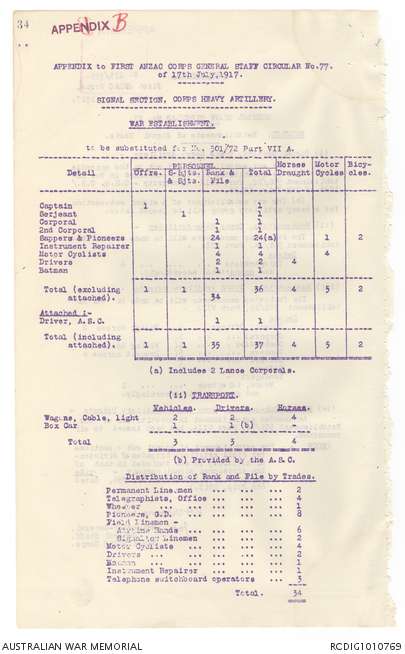 34
APPENDIX B
APPENDIX to FIRST ANZAC CORPS GENERAL STAFF CIRCULAR No.77.
of 17th July, 1917.
SIGNAL SECTION, CORPS HEAVY ARTILLERY.
WAR ESTABLISHMENT.
to be substituted for No. 501/72 Part VII A.
PERSONNEL Horses Motor Bicy-
Detail Offrs. S-Sjts. & Sjts. Rank & File Total Draught Cycles cles.
Captain 1 1
Serjeant 1 1
Corporal 1 1
2nd Corporal 1 1
Sappers & Pioneers 24 24(a) 1 2
Instrument Repairer 1 1
Motor Cyclists 4 4 4
Drivers 2 2 4
Batman 1 1
Total (excluding attached). 1 1 34 36 4 5 2
Attached :-
Driver, A.S.C. 1 1
Total (including attached). 1 1 35 37 4 5 2
(a) Includes 2 Lance Corporals.
(ii) TRANSPORT.
Vehicles. Drivers. Horses.
Wagons, Cable, light 2 2 4
Box Car 1 1 (b) -
Total 3 3 4
(b) Provided by the A.S.C.
Distribution of Rank and File by Trades.
Permanent Linemen ... ... ... 2
Telegraphists, Office ... ... ... 4
Wheeler ... ... ... ... 1
Pioneers, G.D. ... ... ... ... 8
Field Linemen -
Airline Hands ... ... ... 6
Signaller Linemen ... ... ... 2
Motor Cyclists ... ... ... ... 4
Drivers ... ... ... ... 2
Batman ... ... ... ... 1
Instrument Repairer ... ... ... 1
Telephone switchboard operators ... ... 3
Total. 34
AUSTRALIAN WAR MEMORIAL
RCDIG1010769